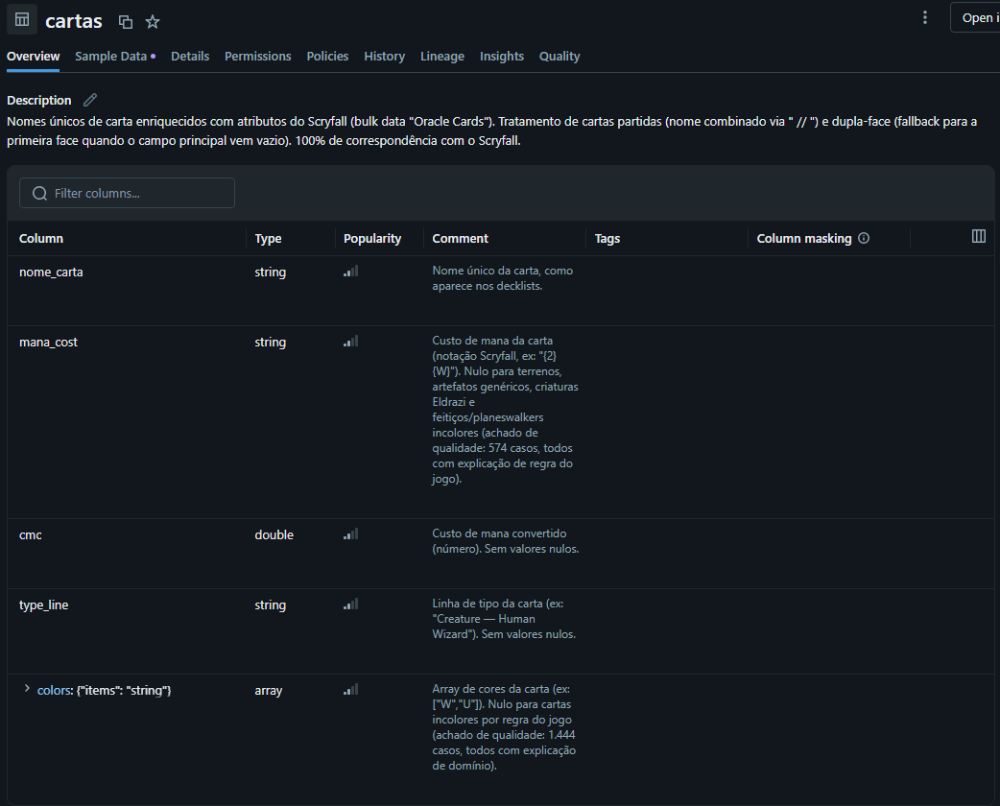 cartas
Open i
Overview Sample Data Details Permissions Policies History Lineage Insights Quality
Description
Nomes únicos de carta enriquecidos com atributos do Scryfall (bulk data "Oracle Cards"). Tratamento de cartas partidas (nome combinado via " // ") e dupla-face (fallback para a
primeira face quando o campo principal vem vazio). 100% de correspondência com o Scryfall.
Filter columns...
Column Type Popularity Comment Tags Column masking
nome_carta string Nome único da carta, como
aparece nos decklists.
mana_cost string Custo de mana da carta
(notação Scryfall, ex: "{2}
{W}"). Nulo para terrenos,
artefatos genéricos, criaturas
Eldrazi e
feitiços/planeswalkers
incolores (achado de
qualidade: 574 casos, todos
com explicação de regra do
jogo).
cmc double Custo de mana convertido
(número). Sem valores nulos.
type_line string Linha de tipo da carta (ex:
"Creature — Human
Wizard"). Sem valores nulos.
colors: {"items": "string"} array Array de cores da carta (ex:
["W","U"]). Nulo para cartas
incolores por regra do jogo
(achado de qualidade: 1.444
casos, todos com explicação
de domínio).